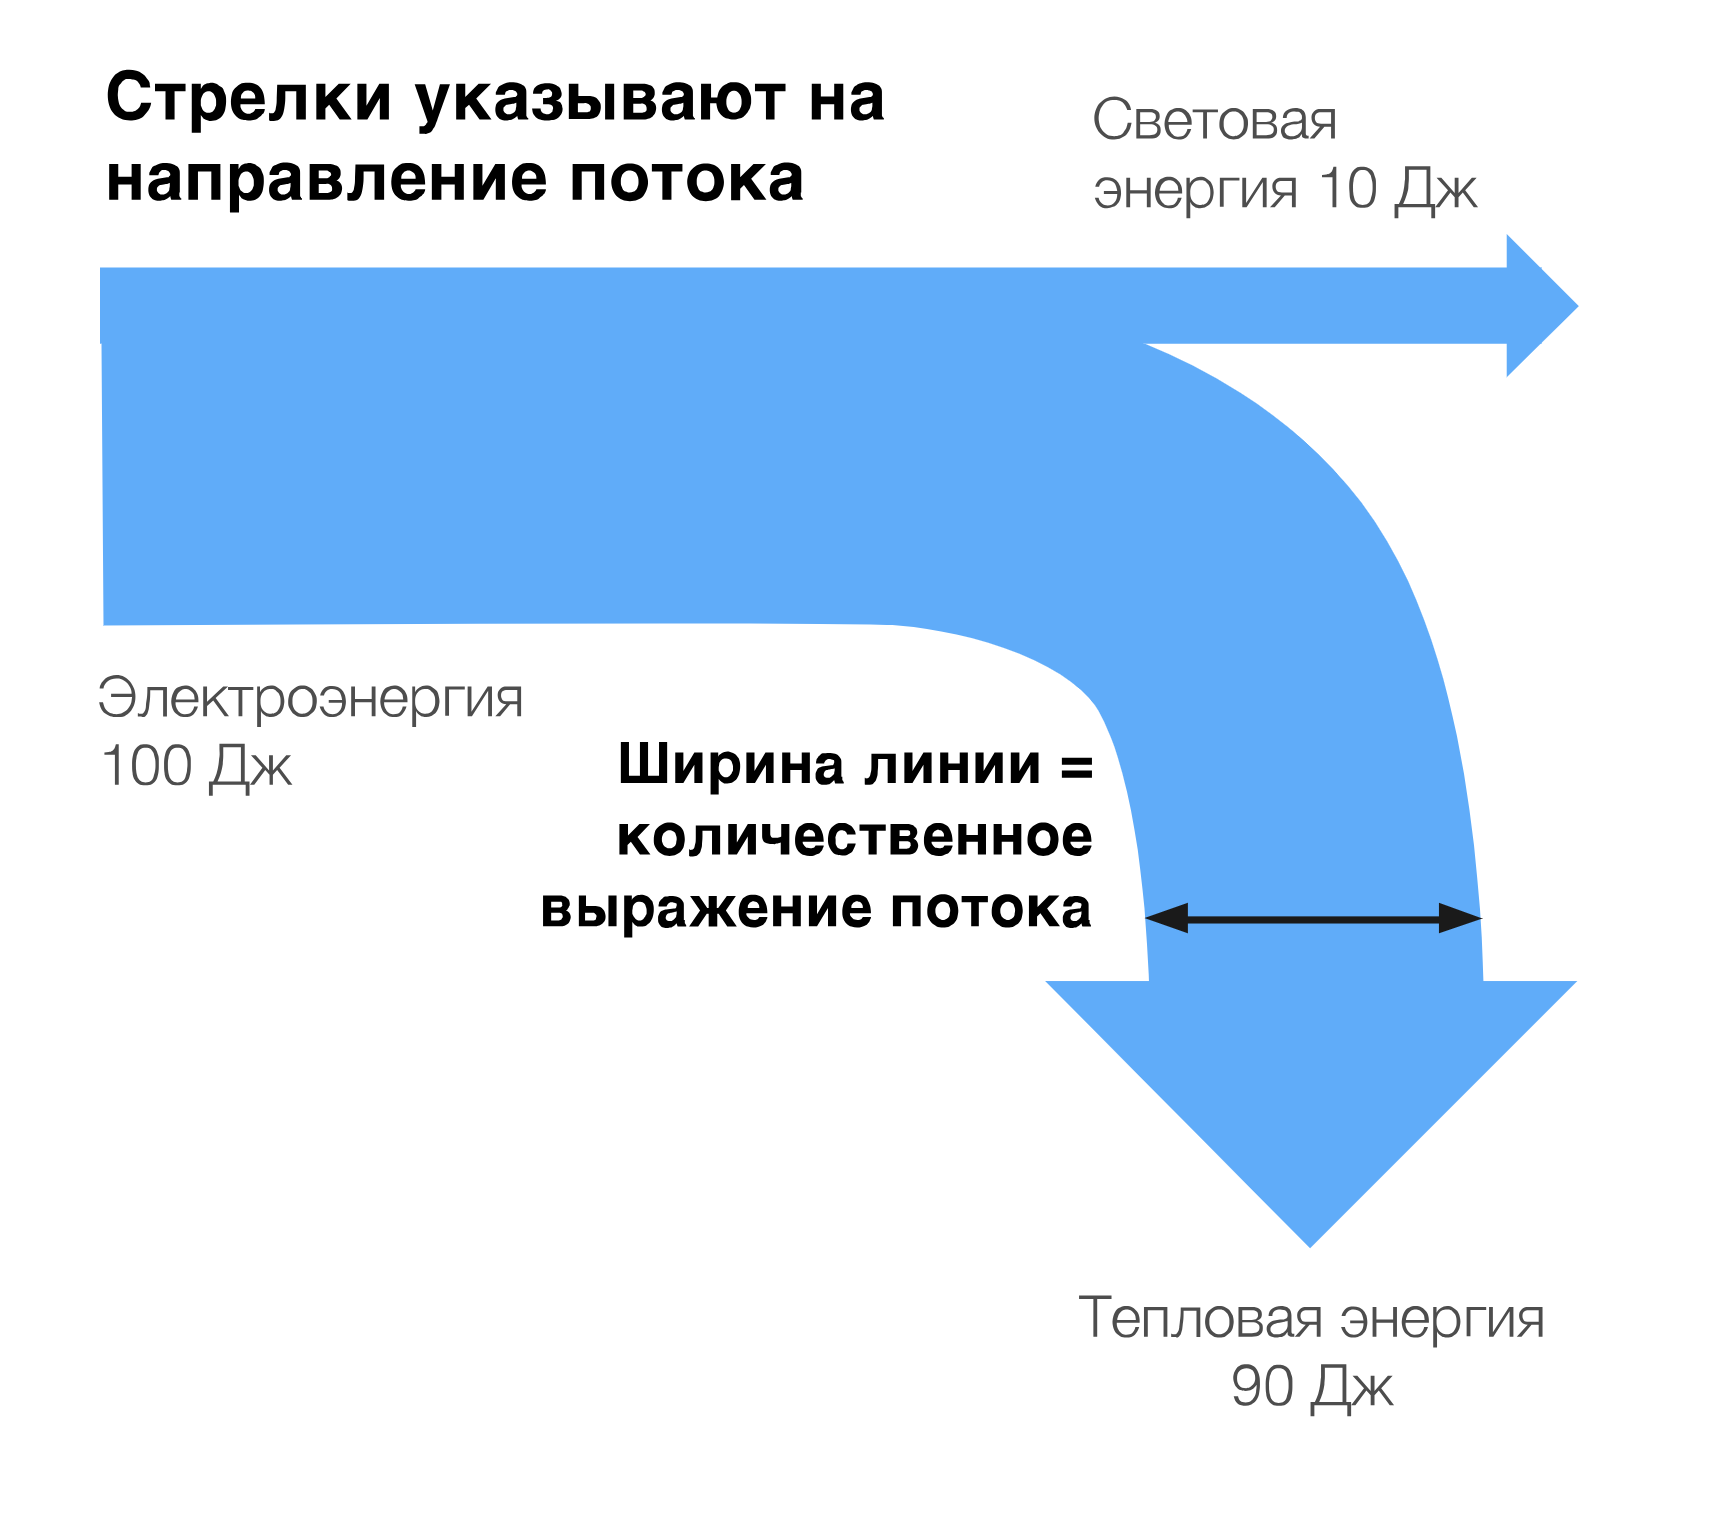 Стрелки указывают на
направление потока
Световая
энергия 10 Дж
Электроэнергия
100 Дж
Ширина линии =
количественное
выражение потока
Тепловая энергия
90 Дж